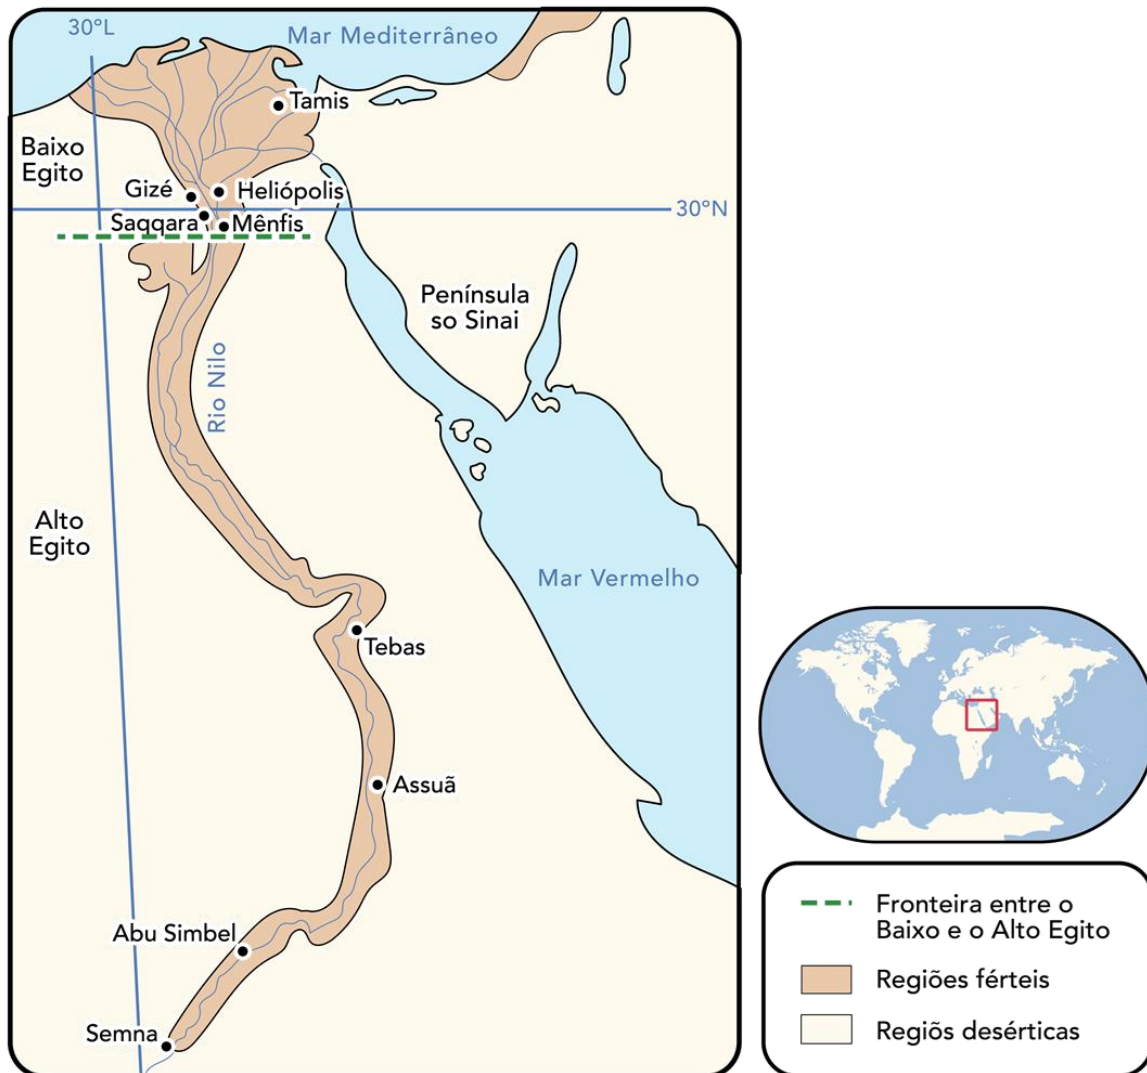 30°L
Mar Mediterrâneo
Tamis
Baixo
Egito
Gizé
Heliópolis
30°N
Saqqara
Mênfis
Península
so Sinai
Rio Nilo
Alto
Egito
Mar Vermelho
Tebas
Assuã
Abu Simbel
Semna
Fronteira entre o
Baixo e o Alto Egito
Regiões férteis
Regiõs desérticas